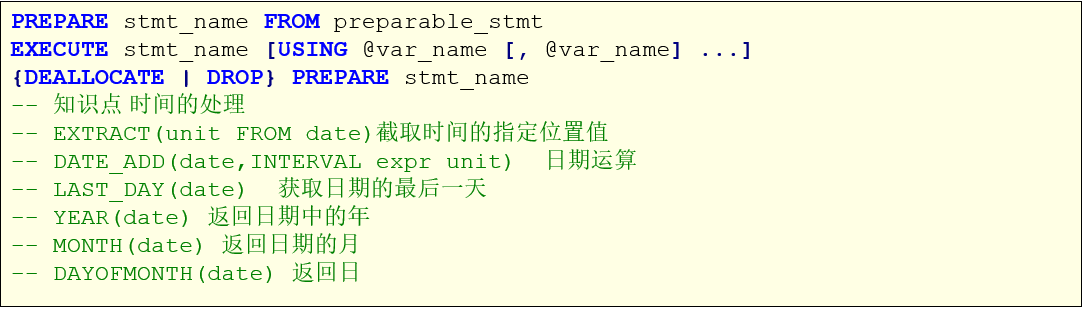 PREPARE stmt_name FROM preparable_stmt
EXECUTE stmt_name [USING @var_name [, @var_name] ...]
{DEALLOCATE | DROP} PREPARE stmt_name
-- 知识点 时间的处理
-- EXTRACT(unit FROM date)截取时间的指定位置值
-- DATE_ADD(date,INTERVAL expr unit)  日期运算
-- LAST_DAY(date)  获取日期的最后一天
-- YEAR(date) 返回日期中的年
-- MONTH(date) 返回日期的月
-- DAYOFMONTH(date) 返回日